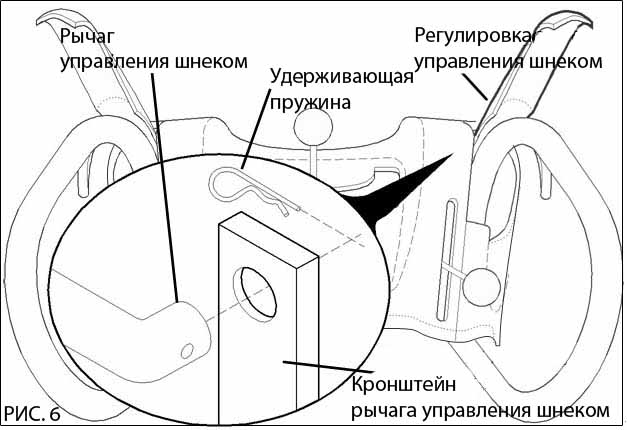 Рычаг
управления шнеком
Регулировка
управления шнеком
Удерживающая
пружина
Кронштейн
рычага управления шнеком
РИС. 6